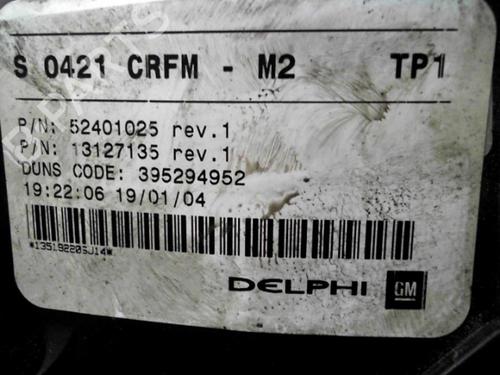 S 0421 CRFM - M2 TP1
P/N: 52401025 rev.1
P/N: 13127135 rev.1
DUNS CODE: 395294952
19:22:06 19/01/04
DELPHI GM